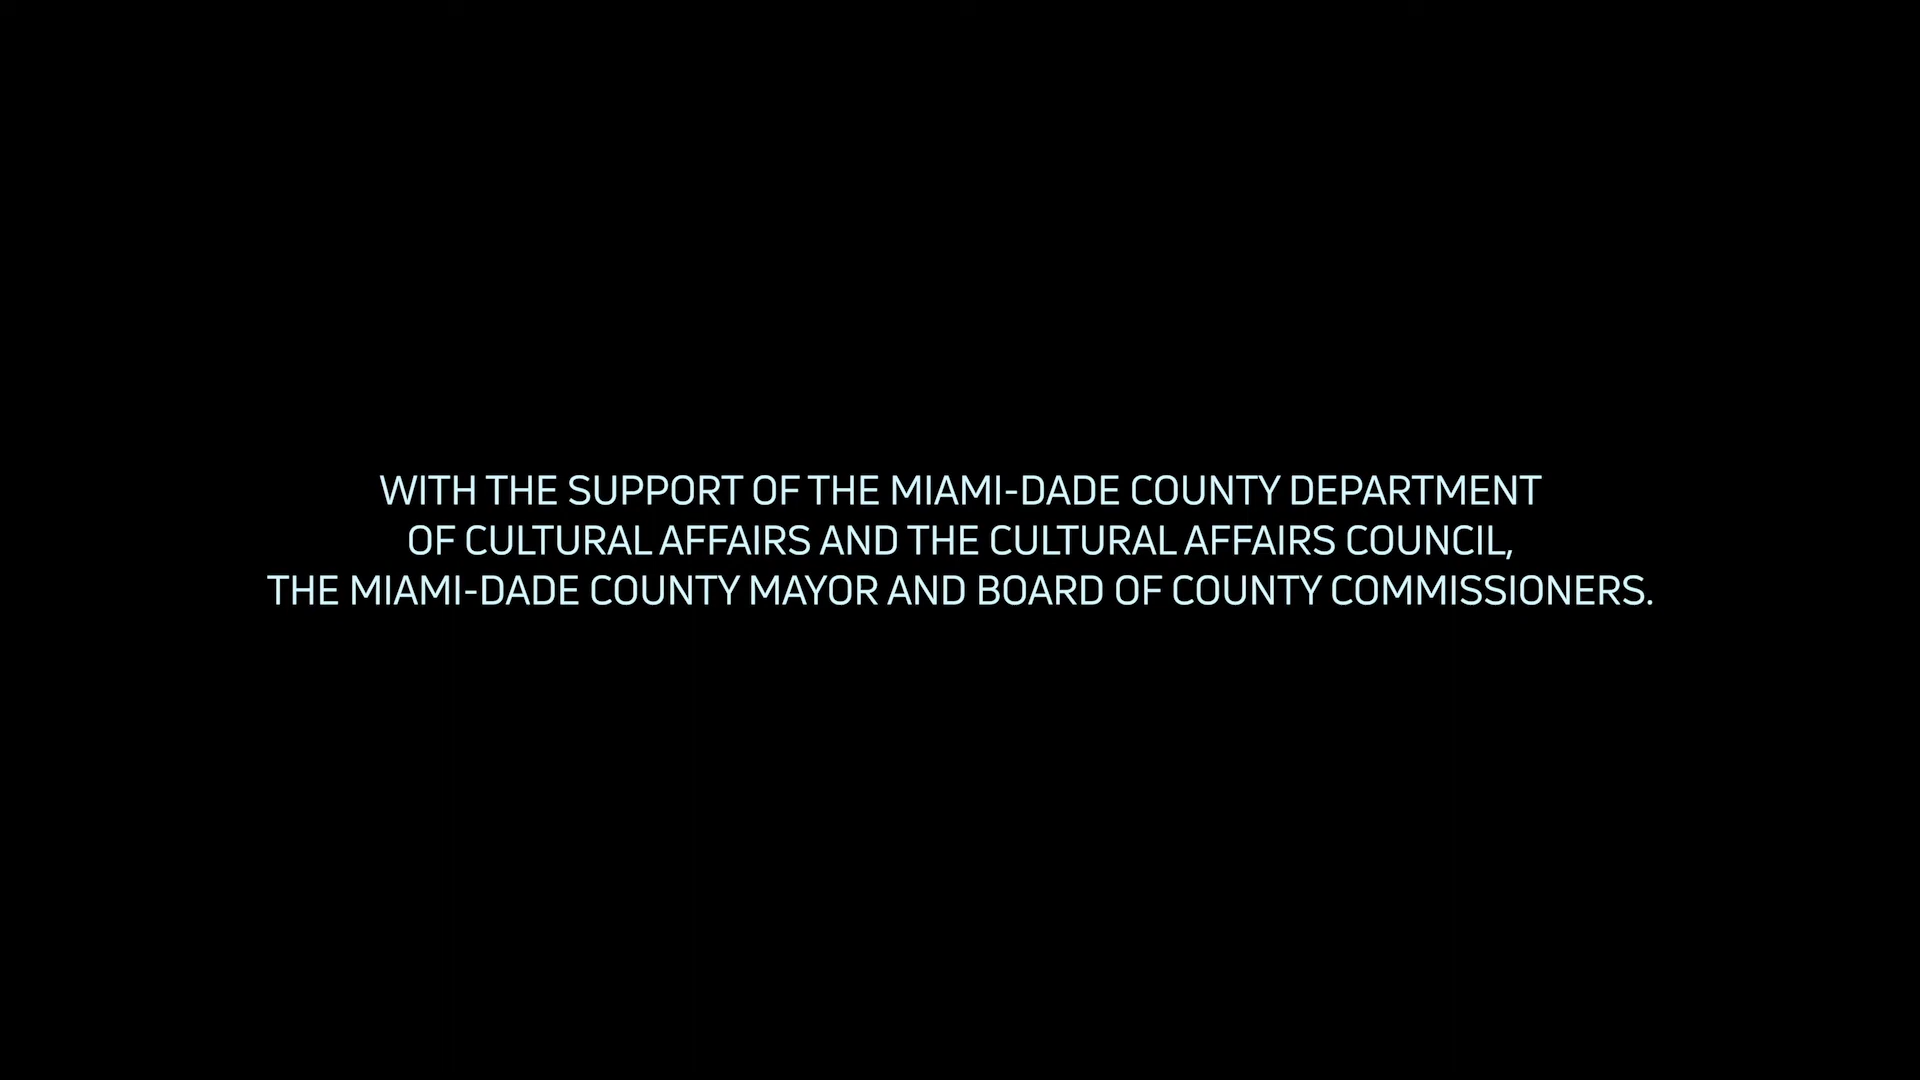 WITH THE SUPPORT OF THE MIAMI-DADE COUNTY DEPARTMENT
OF CULTURAL AFFAIRS AND THE CULTURAL AFFAIRS COUNCIL,
THE MIAMI-DADE COUNTY MAYOR AND BOARD OF COUNTY COMMISSIONERS.